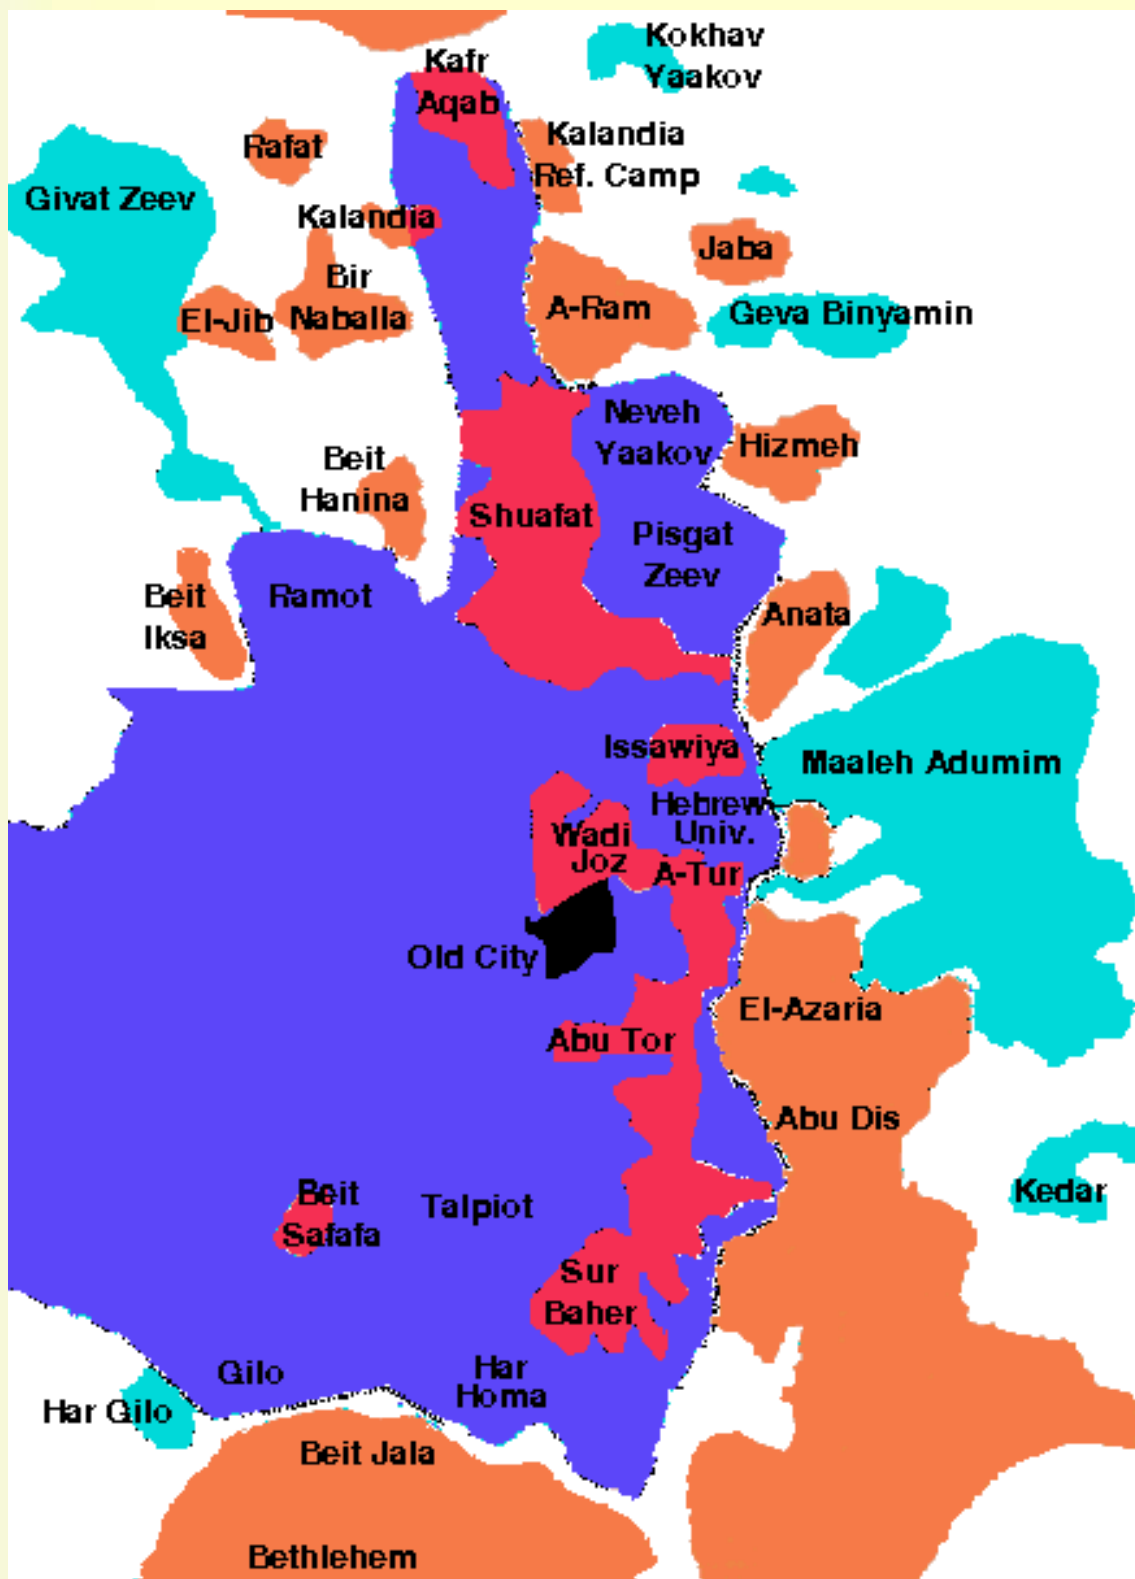 Kokhav
Yaakov
Kafr
Aqab
Kalandia
Ref. Camp
Rafat
Givat Zeev
Kalandia
Jaba
Bir
Naballa
El-Jib
A-Ram
Geva Binyamin
Neveh
Yaakov
Hizmeh
Beit
Hanina
Shuafat
Pisgat
Zeev
Beit
Iksa
Ramot
Anata
Issawiya
Maaleh Adumim
Hebrew
Univ.
Wadi
Joz
A-Tur
Old City
El-Azaria
Abu Tor
Abu Dis
Beit
Safafa
Talpiot
Kedar
Sur
Baher
Gilo
Har
Homa
Har Gilo
Beit Jala
Bethlehem